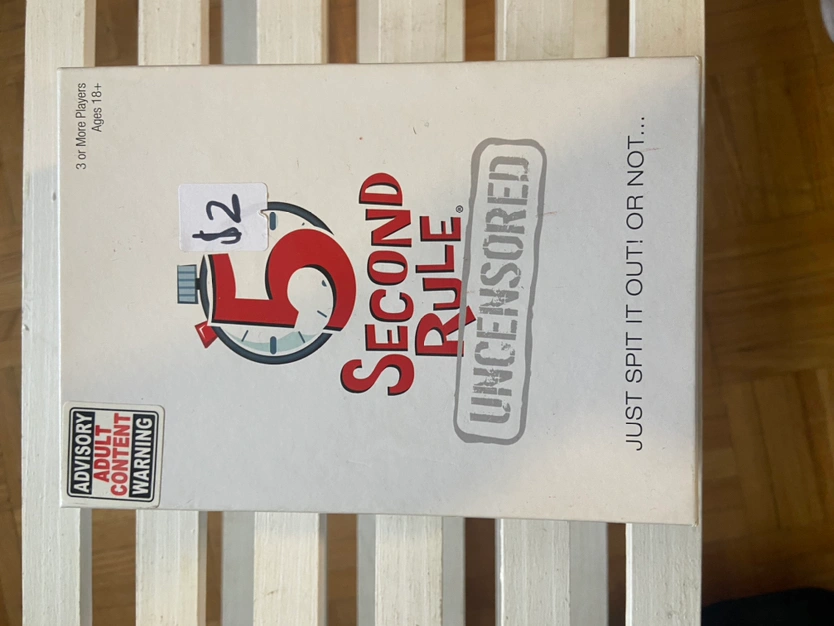 3 or More Players
Ages 18+
$2
5
SECOND
RULE®
UNCENSORED
JUST SPIT IT OUT! OR NOT...
ADVISORY
ADULT
CONTENT
WARNING